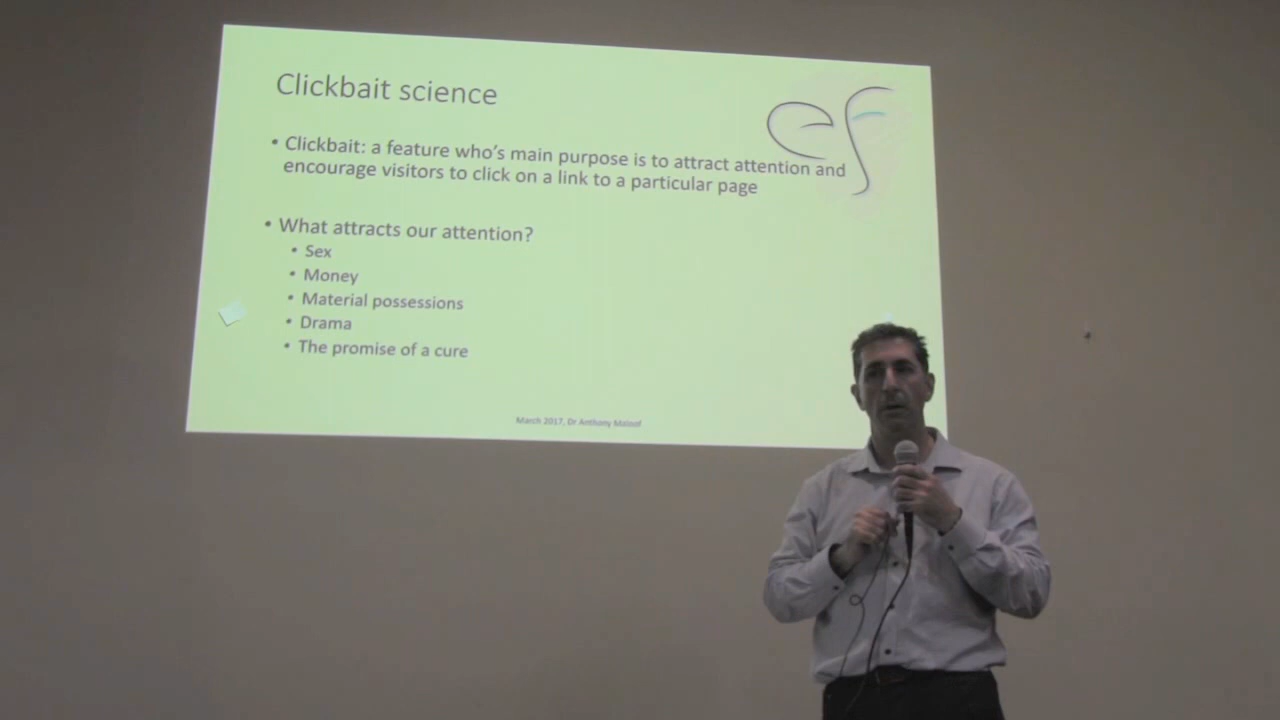 Clickbait science
ef
• Clickbait: a feature who's main purpose is to attract attention and
encourage visitors to click on a link to a particular page
• What attracts our attention?
• Sex
• Money
• Material possessions
• Drama
• The promise of a cure
March 2017, Dr Anthony Maloof